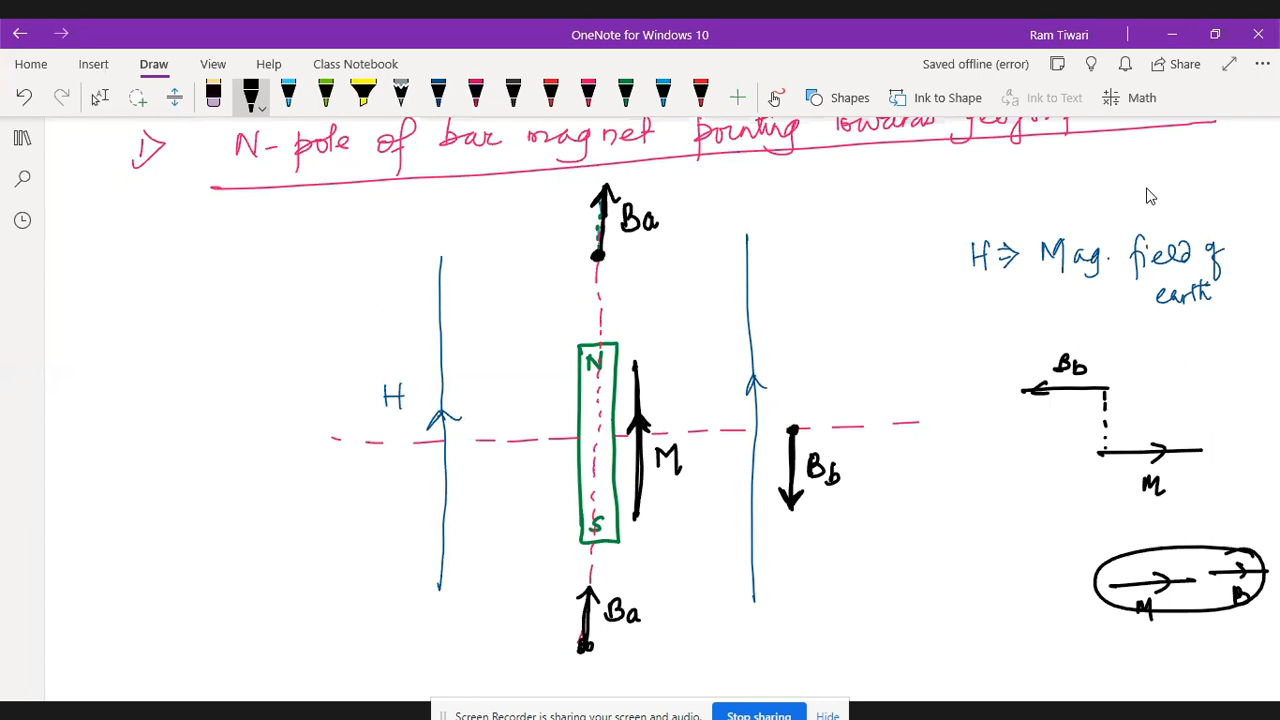 OneNote for Windows 10
Ram Tiwari
Home Insert Draw View Help Class Notebook
Saved offline (error) Share
Shapes Ink to Shape Ink to Text Math
1) N-pole of bar magnet pointing towards
Ba
H ⇒ Mag. field of
earth
N
Bb
H
M
Bb
S
M
M B
Ba
Screen Recorder is sharing your screen and audio. Stop sharing Hide